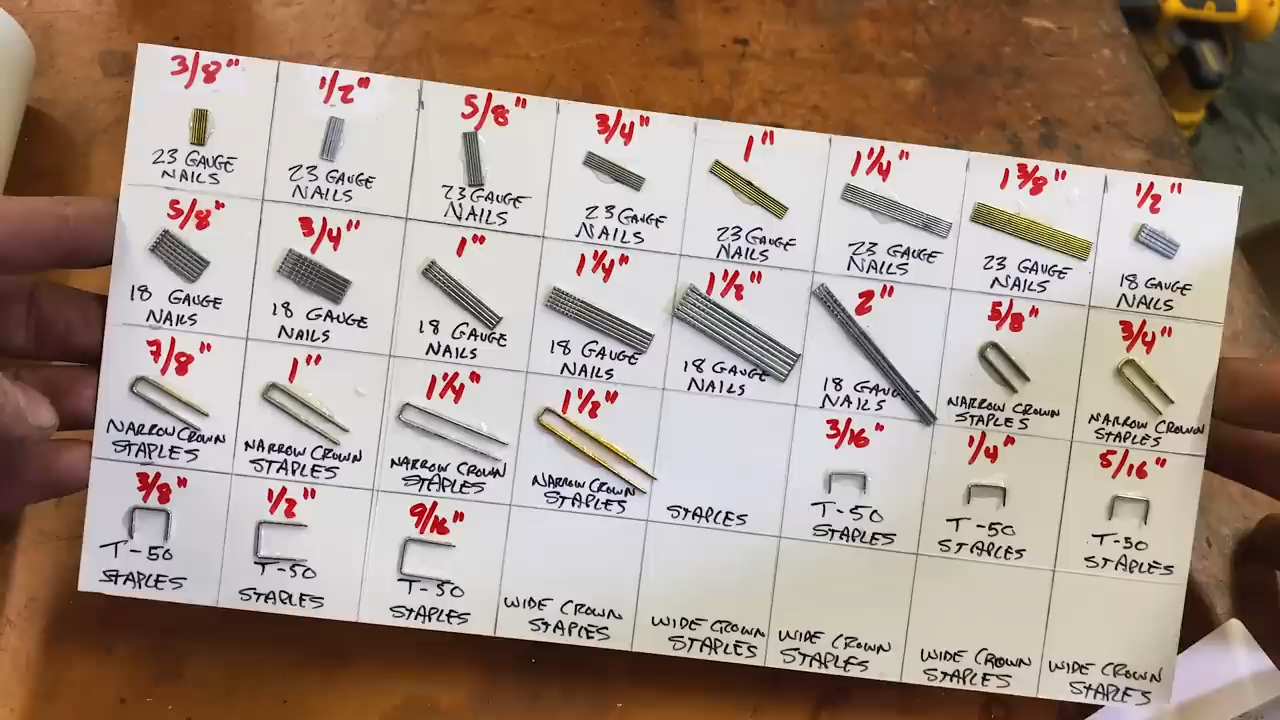 3/8"
23 GAUGE
NAILS
1/2"
23 GAUGE
NAILS
5/8"
23 GAUGE
NAILS
3/4"
23 GAUGE
NAILS
1"
23 GAUGE
NAILS
1 1/4"
23 GAUGE
NAILS
1 3/8"
23 GAUGE
NAILS
1/2"
18 GAUGE
NAILS
5/8"
18 GAUGE
NAILS
3/4"
18 GAUGE
NAILS
1"
18 GAUGE
NAILS
1 1/4"
18 GAUGE
NAILS
1 1/2"
18 GAUGE
NAILS
2"
18 GAUGE
NAILS
5/8"
NARROW CROWN
STAPLES
3/4"
NARROW CROWN
STAPLES
7/8"
NARROW CROWN
STAPLES
1"
NARROW CROWN
STAPLES
1 1/4"
NARROW CROWN
STAPLES
1 1/2"
NARROW CROWN
STAPLES
STAPLES
3/16"
T-50
STAPLES
1/4"
T-50
STAPLES
5/16"
T-50
STAPLES
3/8"
T-50
STAPLES
1/2"
T-50
STAPLES
9/16"
T-50
STAPLES
WIDE CROWN
STAPLES
WIDE CROWN
STAPLES
WIDE CROWN
STAPLES
WIDE CROWN
STAPLES
WIDE CROWN
STAPLES